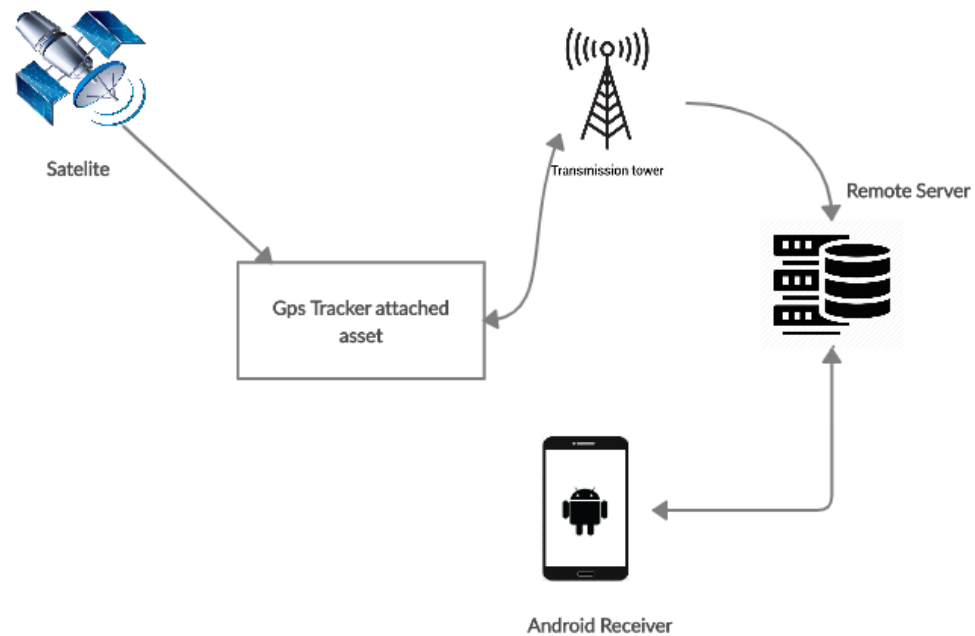 Satelite
Transmission tower
Remote Server
Gps Tracker attached
asset
Android Receiver